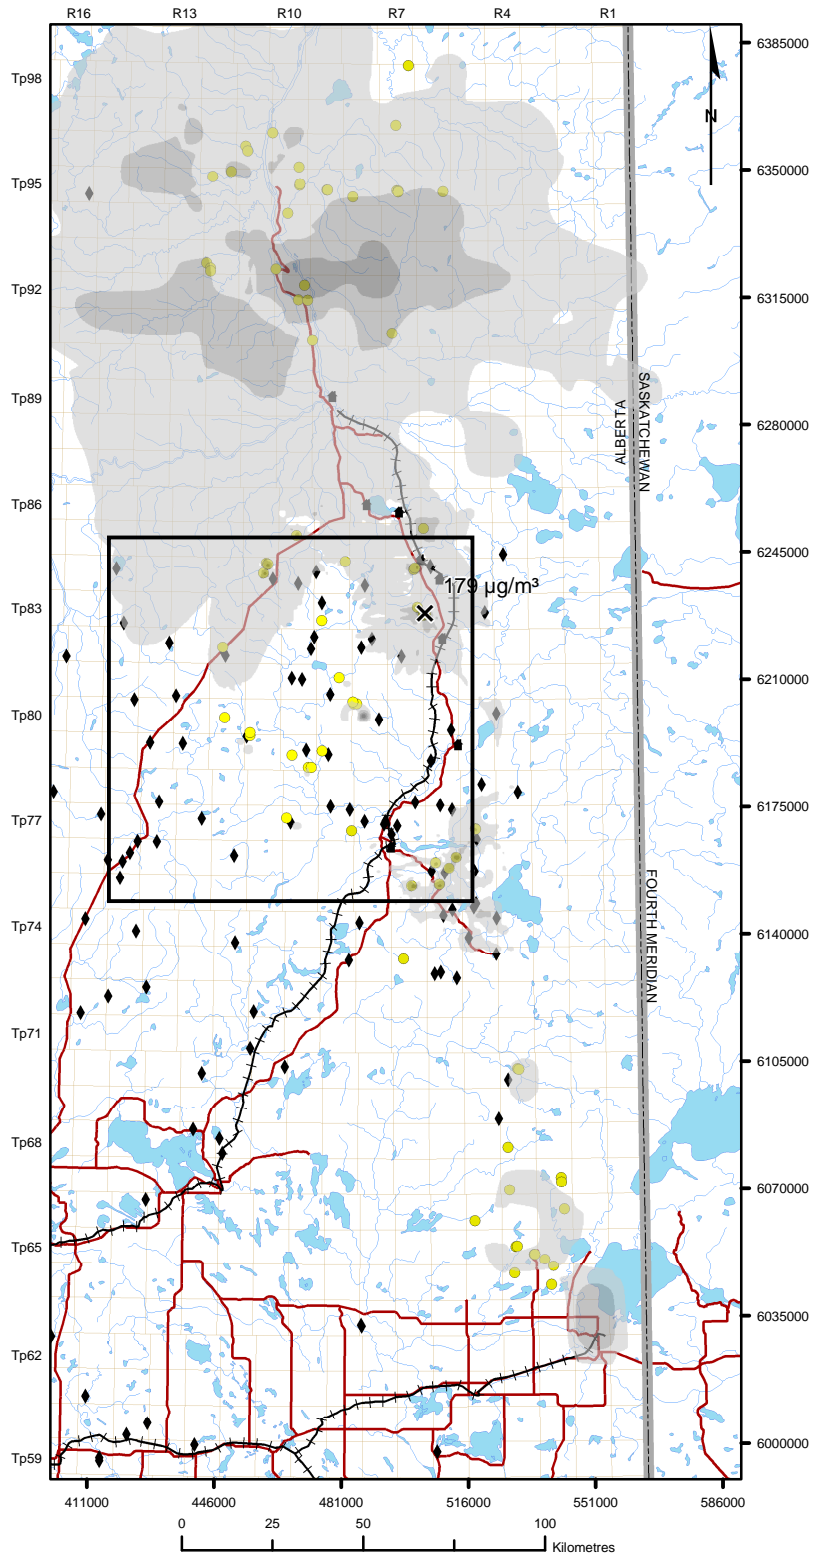 R16 R13 R10 R7 R4 R1
6385000
Tp98
N
6350000
Tp95
Tp92
6315000
Tp89
SASKATCHEWAN
ALBERTA
6280000
Tp86
6245000
179 µg/m³
Tp83
6210000
Tp80
6175000
Tp77
FOURTH MERIDIAN
Tp74
6140000
Tp71
6105000
Tp68
6070000
Tp65
6035000
Tp62
6000000
Tp59
411000 446000 481000 516000 551000 586000
0 25 50 100
Kilometres